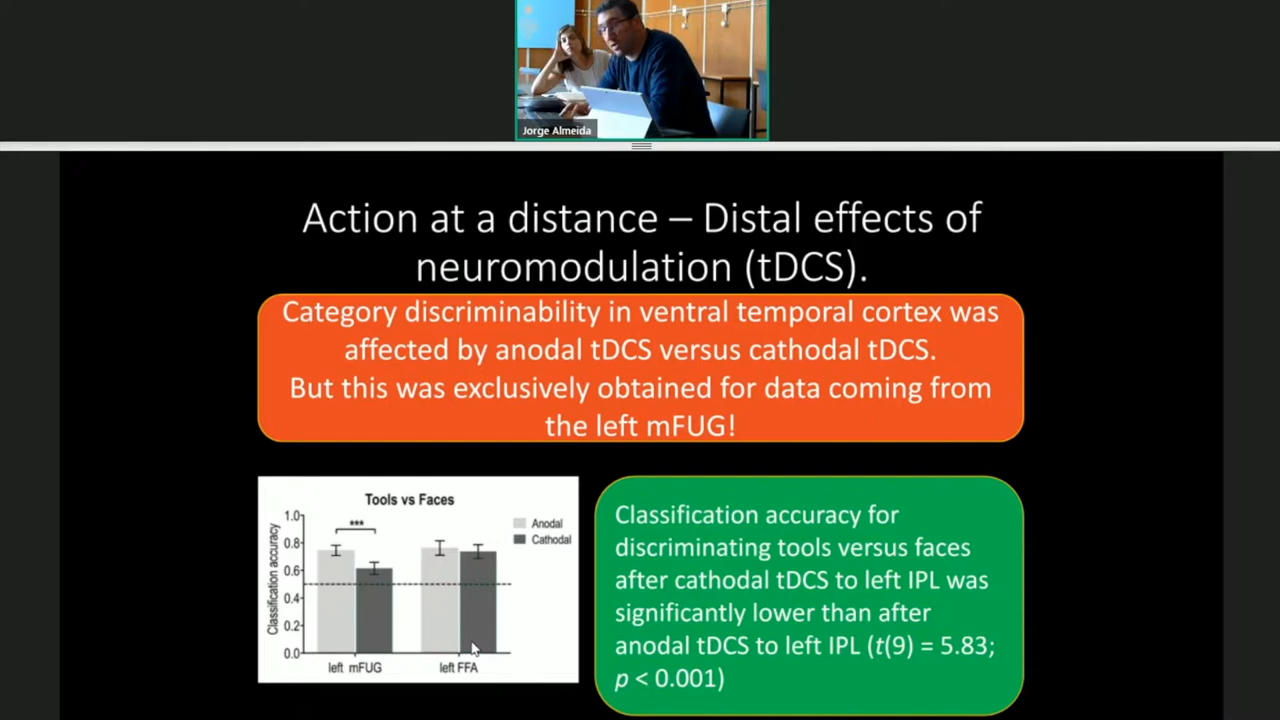 Jorge Almeida
Action at a distance – Distal effects of
neuromodulation (tDCS).
Category discriminability in ventral temporal cortex was
affected by anodal tDCS versus cathodal tDCS.
But this was exclusively obtained for data coming from
the left mFUG!
Tools vs Faces
Classification accuracy
1.0
0.8
0.6
0.4
0.2
0.0
***
Anodal
Cathodal
left mFUG
left FFA
Classification accuracy for
discriminating tools versus faces
after cathodal tDCS to left IPL was
significantly lower than after
anodal tDCS to left IPL (t(9) = 5.83;
p < 0.001)